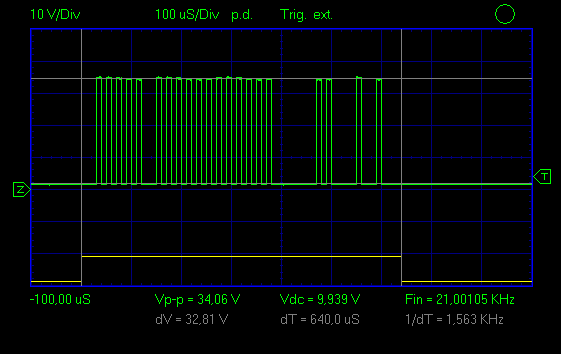 10 V/Div 100 uS/Div p.d. Trig. ext.
Z
T
-100,00 uS Vp-p = 34,06 V Vdc = 9,939 V Fin = 21,00105 KHz
dV = 32,81 V dT = 640,0 uS 1/dT = 1,563 KHz